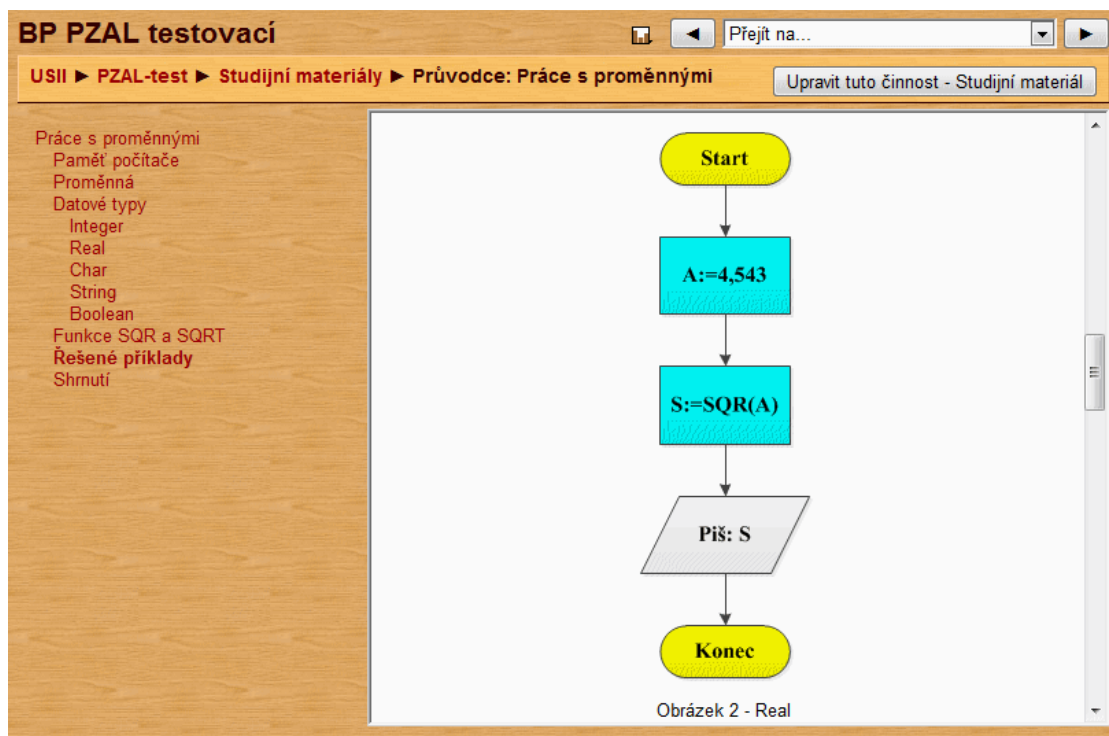 BP PZAL testovací
Přejít na...
USII ► PZAL-test ► Studijní materiály ► Průvodce: Práce s proměnnými
Upravit tuto činnost - Studijní materiál
Práce s proměnnými
Paměť počítače
Proměnná
Datové typy
Integer
Real
Char
String
Boolean
Funkce SQR a SQRT
Řešené příklady
Shrnutí
Start
A:=4,543
S:=SQR(A)
Piš: S
Konec
Obrázek 2 - Real